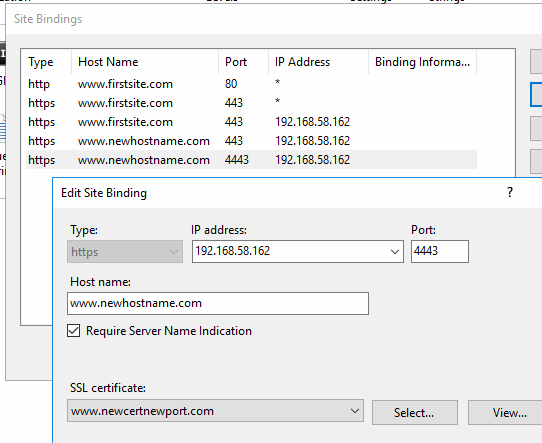 Site Bindings
Type Host Name Port IP Address Binding Informa...
http www.firstsite.com 80 *
https www.firstsite.com 443 *
https www.firstsite.com 443 192.168.58.162
https www.newhostname.com 443 192.168.58.162
https www.newhostname.com 4443 192.168.58.162
Edit Site Binding ?
Type: IP address: Port:
https 192.168.58.162 4443
Host name:
www.newhostname.com
Require Server Name Indication
SSL certificate:
www.newcertnewport.com Select... View...